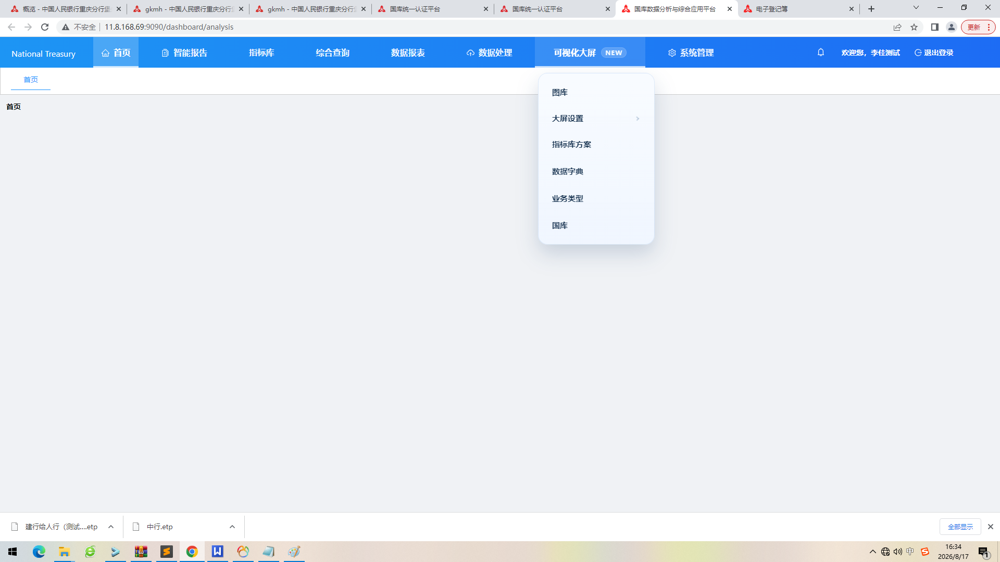 概览 - 中国人民银行重庆分行堡
gkmh - 中国人民银行重庆分行
gkmh - 中国人民银行重庆分行
国库统一认证平台
国库统一认证平台
国库数据分析与综合应用平台
电子登记簿
不安全
11.8.168.69:9090/dashboard/analysis
更新
National Treasury
首页
智能报告
指标库
综合查询
数据报表
数据处理
可视化大屏 NEW
系统管理
欢迎您，李佳测试
退出登录
首页
首页
图库
大屏设置
指标库方案
数据字典
业务类型
国库
建行给人行（测试....etp
中行.etp
全部显示
中
16:34
2026/8/17
1